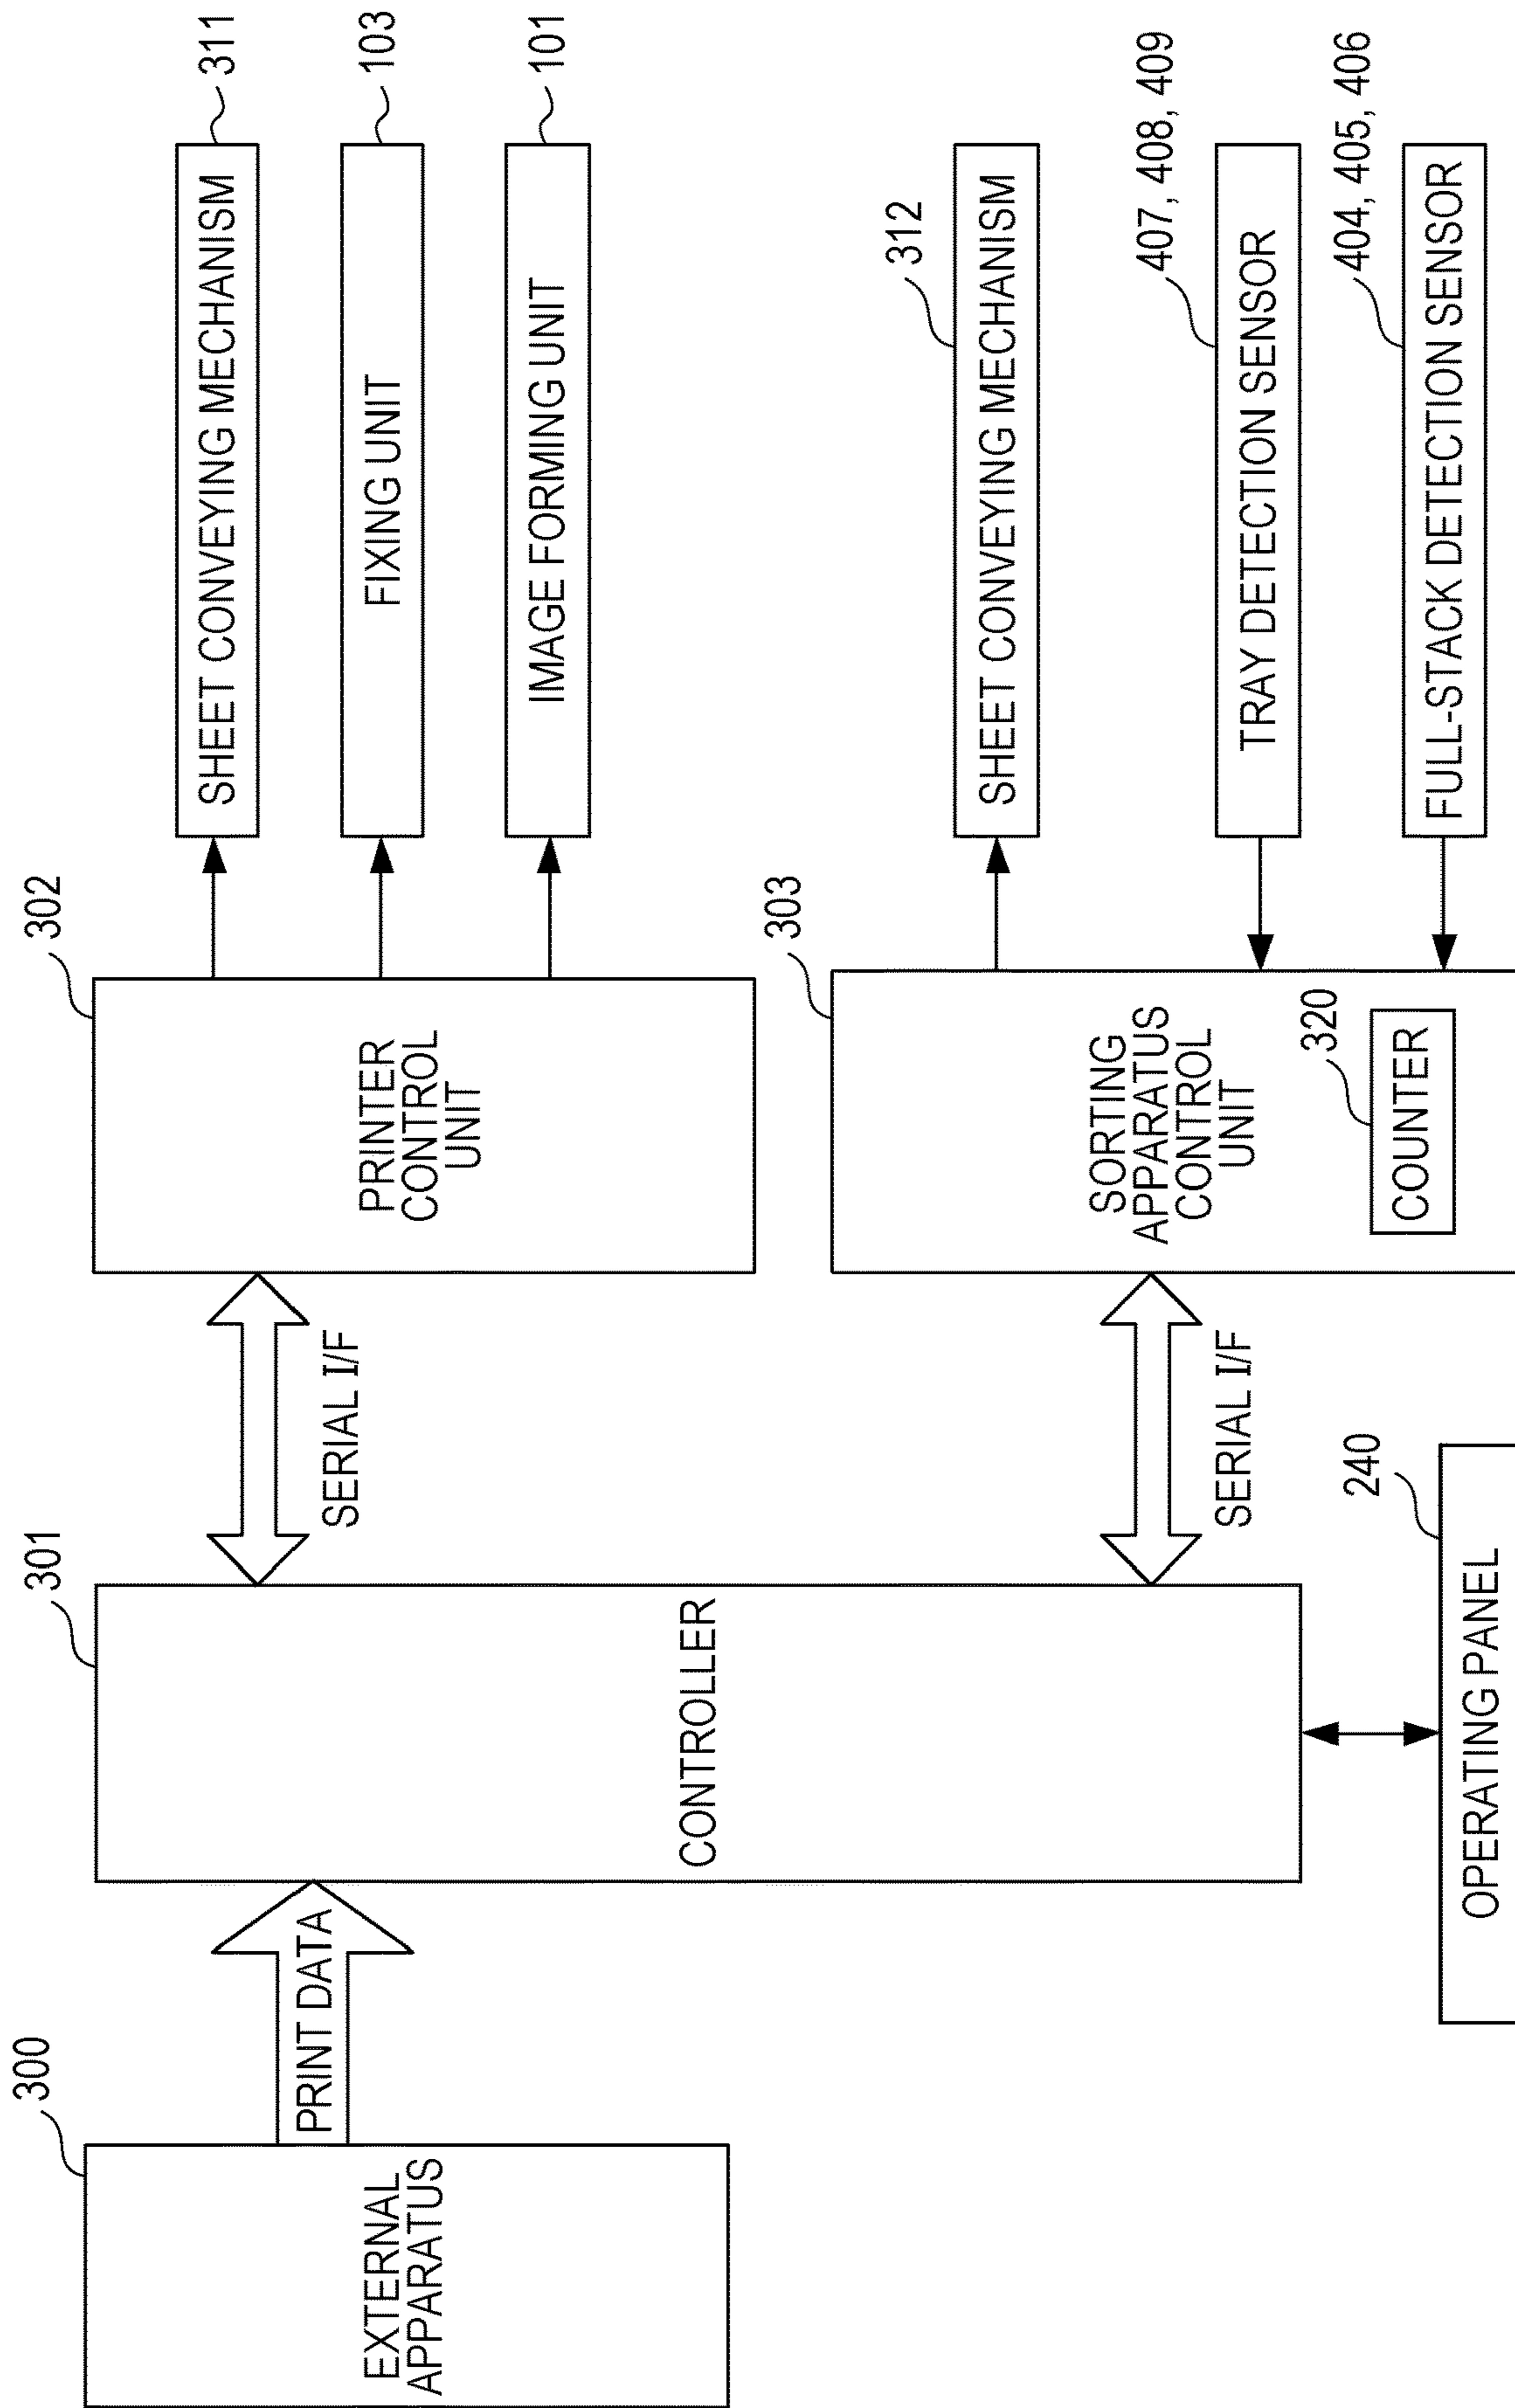 300
EXTERNAL
APPARATUS
PRINT DATA
301
CONTROLLER
240
OPERATING PANEL
SERIAL I/F
SERIAL I/F
302
PRINTER
CONTROL
UNIT
303
SORTING
APPARATUS
CONTROL
UNIT
320
COUNTER
SHEET CONVEYING MECHANISM
311
FIXING UNIT
103
IMAGE FORMING UNIT
101
312
SHEET CONVEYING MECHANISM
407, 408, 409
TRAY DETECTION SENSOR
404, 405, 406
FULL-STACK DETECTION SENSOR